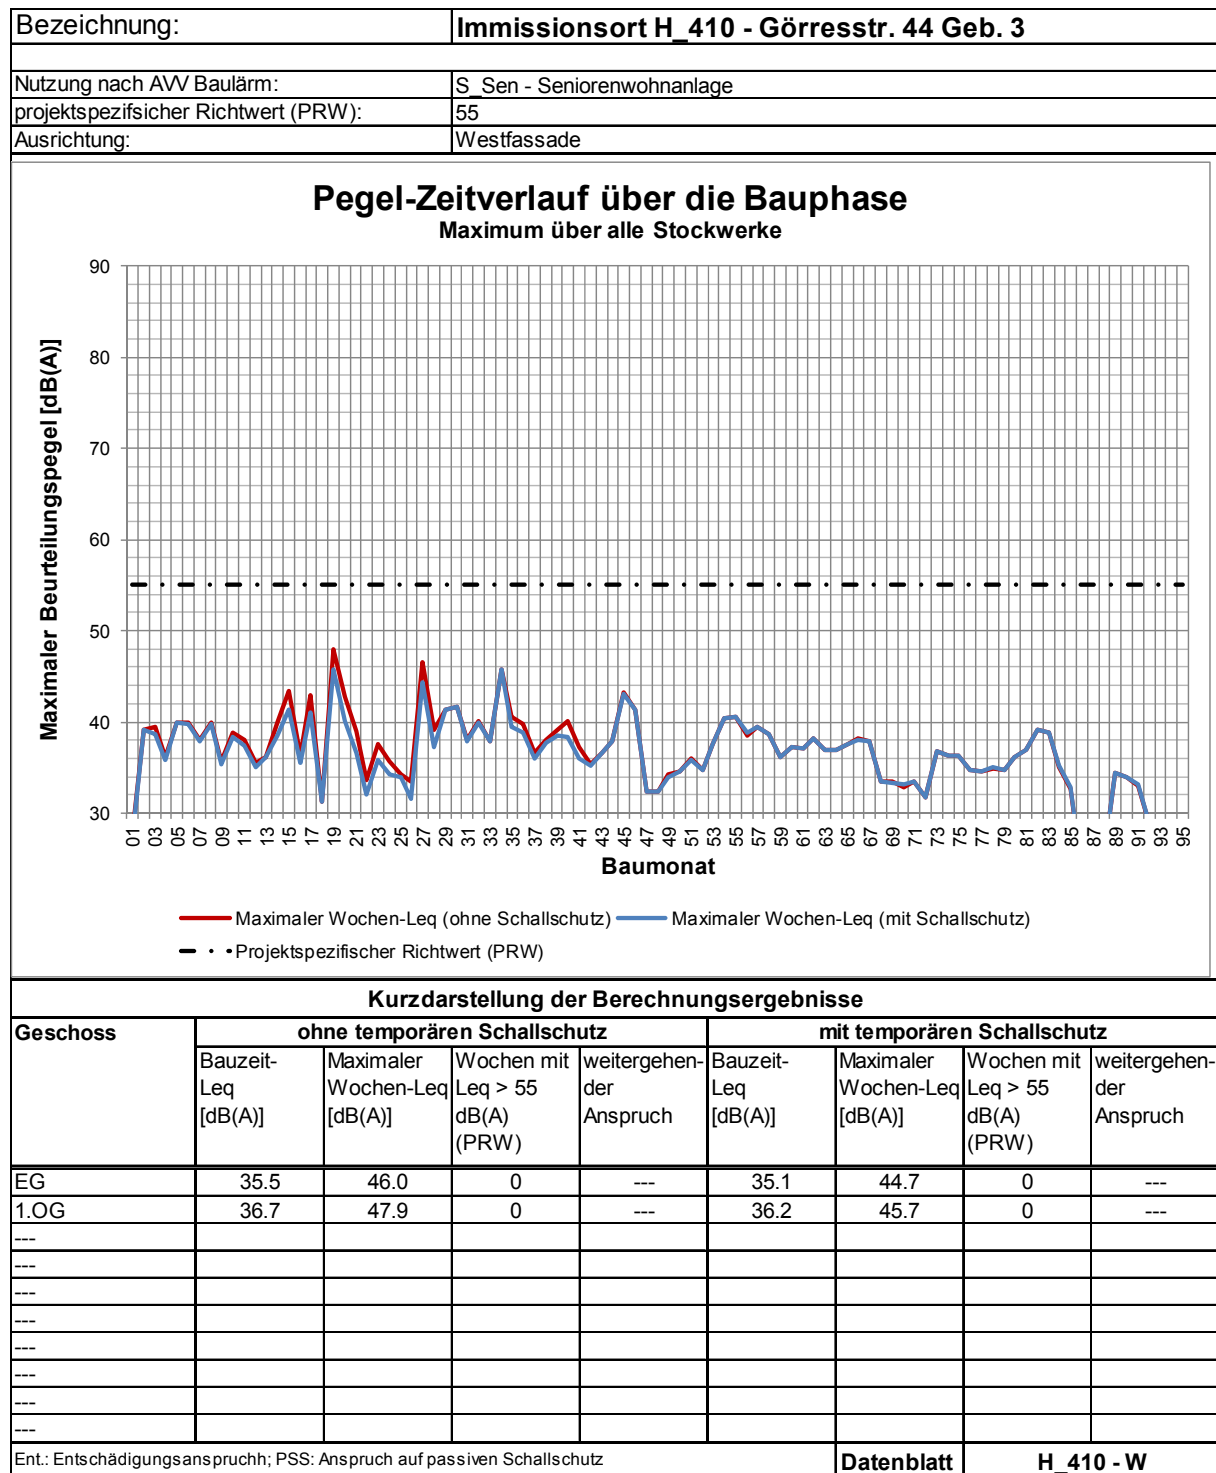 Bezeichnung: Immissionsort H_410 - Görresstr. 44 Geb. 3
Nutzung nach AVV Baulärm: S_Sen - Seniorenwohnanlage
projektspezifsicher Richtwert (PRW): 55
Ausrichtung: Westfassade
Pegel-Zeitverlauf über die Bauphase
Maximum über alle Stockwerke
Maximaler Beurteilungspegel [dB(A)]
90
80
70
60
50
40
30
01 03 05 07 09 11 13 15 17 19 21 23 25 27 29 31 33 35 37 39 41 43 45 47 49 51 53 55 57 59 61 63 65 67 69 71 73 75 77 79 81 83 85 87 89 91 93 95
Baumonat
Maximaler Wochen-Leq (ohne Schallschutz) Maximaler Wochen-Leq (mit Schallschutz)
Projektspezifischer Richtwert (PRW)
Kurzdarstellung der Berechnungsergebnisse
Geschoss ohne temporären Schallschutz mit temporären Schallschutz
Bauzeit- Maximaler Wochen mit weitergehen- Bauzeit- Maximaler Wochen mit weitergehen-
Leq Wochen-Leq Leq > 55 der Leq Wochen-Leq Leq > 55 der
[dB(A)] [dB(A)] dB(A) Anspruch [dB(A)] [dB(A)] dB(A) Anspruch
(PRW) (PRW)
EG 35.5 46.0 0 --- 35.1 44.7 0 ---
1.OG 36.7 47.9 0 --- 36.2 45.7 0 ---
---
---
---
---
---
---
---
---
Ent.: Entschädigungsanspruchh; PSS: Anspruch auf passiven Schallschutz Datenblatt H_410 - W